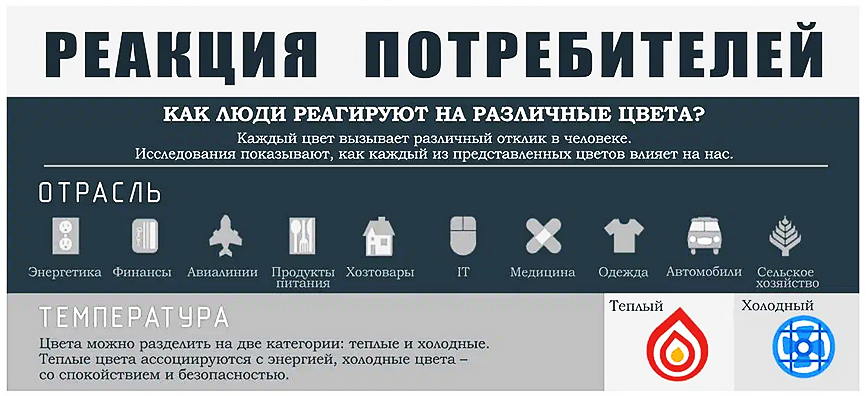 РЕАКЦИЯ ПОТРЕБИТЕЛЕЙ
КАК ЛЮДИ РЕАГИРУЮТ НА РАЗЛИЧНЫЕ ЦВЕТА?
Каждый цвет вызывает различный отклик в человеке.
Исследования показывают, как каждый из представленных цветов влияет на нас.
ОТРАСЛЬ
Энергетика Финансы Авиалинии Продукты питания Хозтовары IT Медицина Одежда Автомобили Сельское хозяйство
ТЕМПЕРАТУРА
Цвета можно разделить на две категории: теплые и холодные.
Теплые цвета ассоциируются с энергией, холодные цвета –
со спокойствием и безопасностью.
Теплый
Холодный